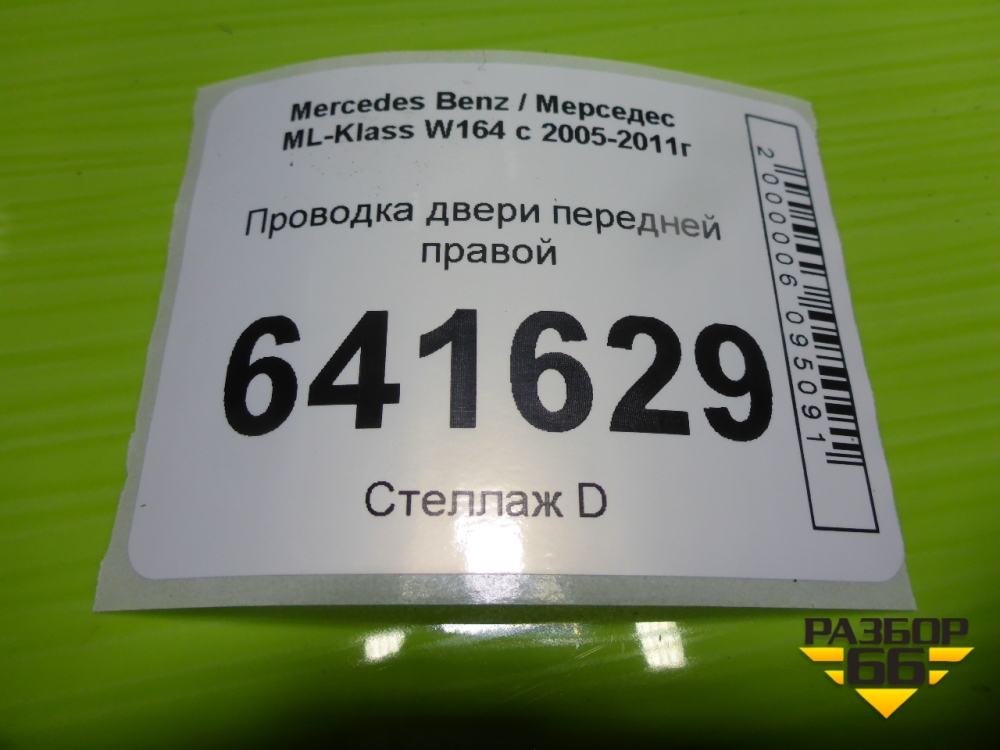 Mercedes Benz / Мерседес
ML-Klass W164 с 2005-2011г
Проводка двери передней
правой
641629
Стеллаж D
2000006095091
РАЗБОР
66